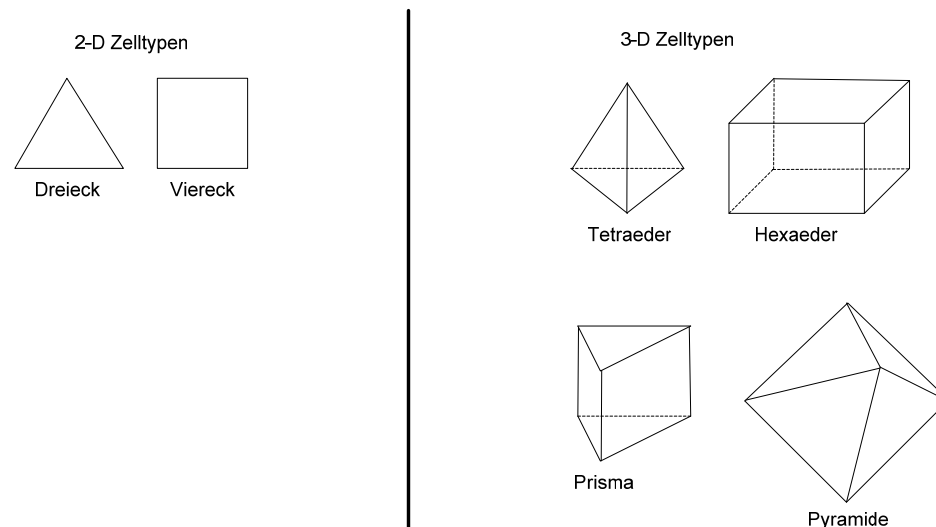 2-D Zelltypen
Dreieck
Viereck
3-D Zelltypen
Tetraeder
Hexaeder
Prisma
Pyramide